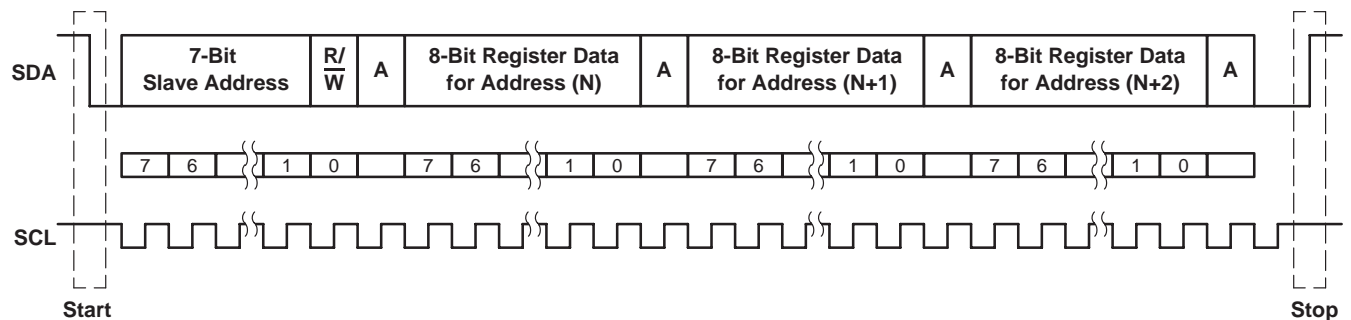 SDA
7-Bit
Slave Address
R/
W
A
8-Bit Register Data
for Address (N)
A
8-Bit Register Data
for Address (N+1)
A
8-Bit Register Data
for Address (N+2)
A
7 6 1 0 7 6 1 0 7 6 1 0 7 6 1 0
SCL
Start
Stop